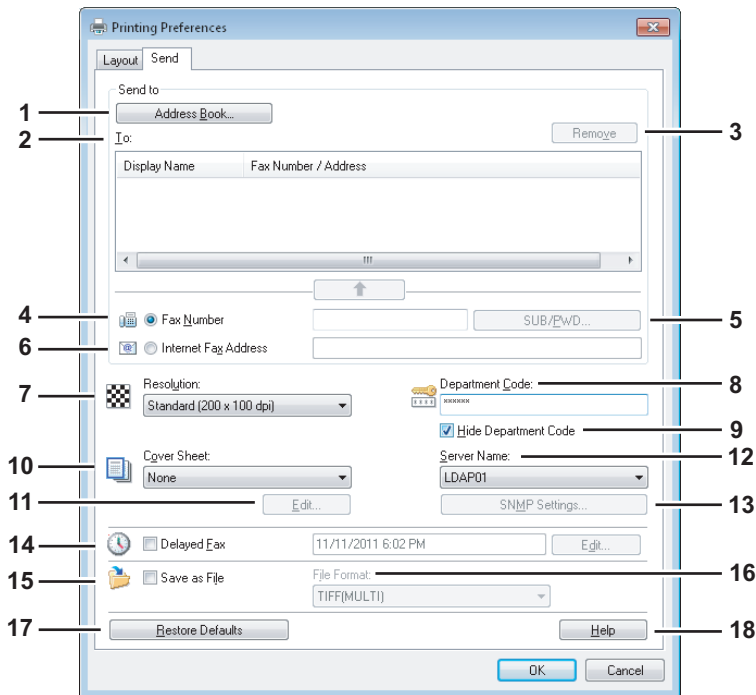 Printing Preferences
Layout Send
Send to
1 Address Book...
2 To: Remove 3
Display Name Fax Number / Address
4 Fax Number SUB/PWD... 5
6 Internet Fax Address
7 Resolution: Department Code: 8
Standard (200 x 100 dpi) ******
Hide Department Code 9
10 Cover Sheet: Server Name: 12
None LDAP01
11 Edit... SNMP Settings... 13
14 Delayed Fax 11/11/2011 6:02 PM Edit...
15 Save as File File Format: 16
TIFF(MULTI)
17 Restore Defaults Help 18
OK Cancel